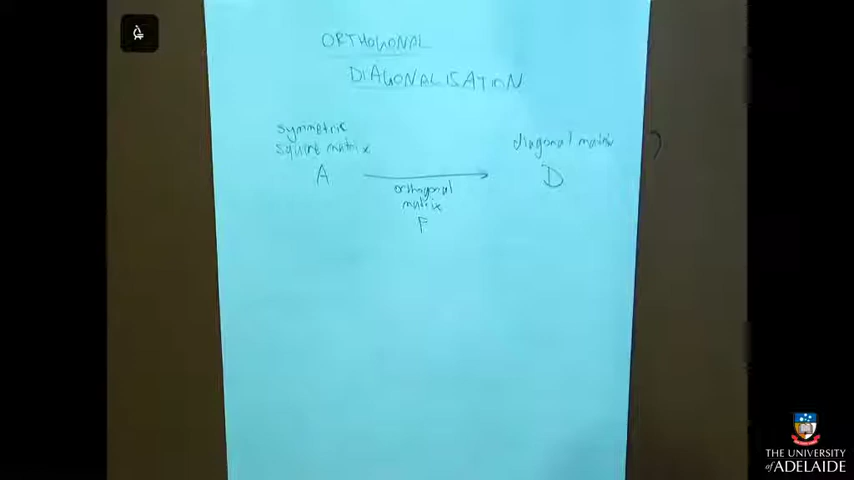 ORTHOGONAL
DIAGONALISATION
symmetric
square matrix
diagonal matrix
A
D
orthogonal
matrix
THE UNIVERSITY
of ADELAIDE